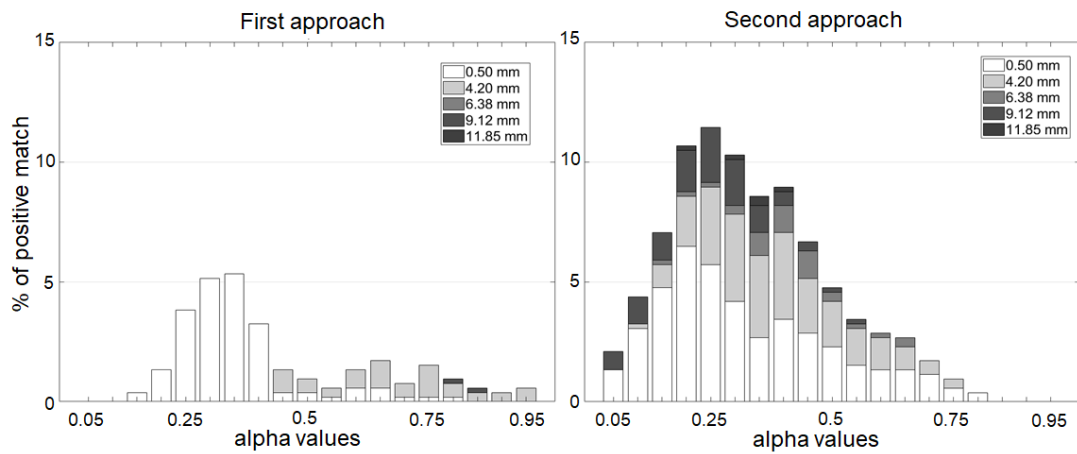 First approach
15
10
5
0
% of positive match
0.50 mm
4.20 mm
6.38 mm
9.12 mm
11.85 mm
0.05
0.25
0.5
0.75
0.95
alpha values
Second approach
15
10
5
0
0.50 mm
4.20 mm
6.38 mm
9.12 mm
11.85 mm
0.05
0.25
0.5
0.75
0.95
alpha values